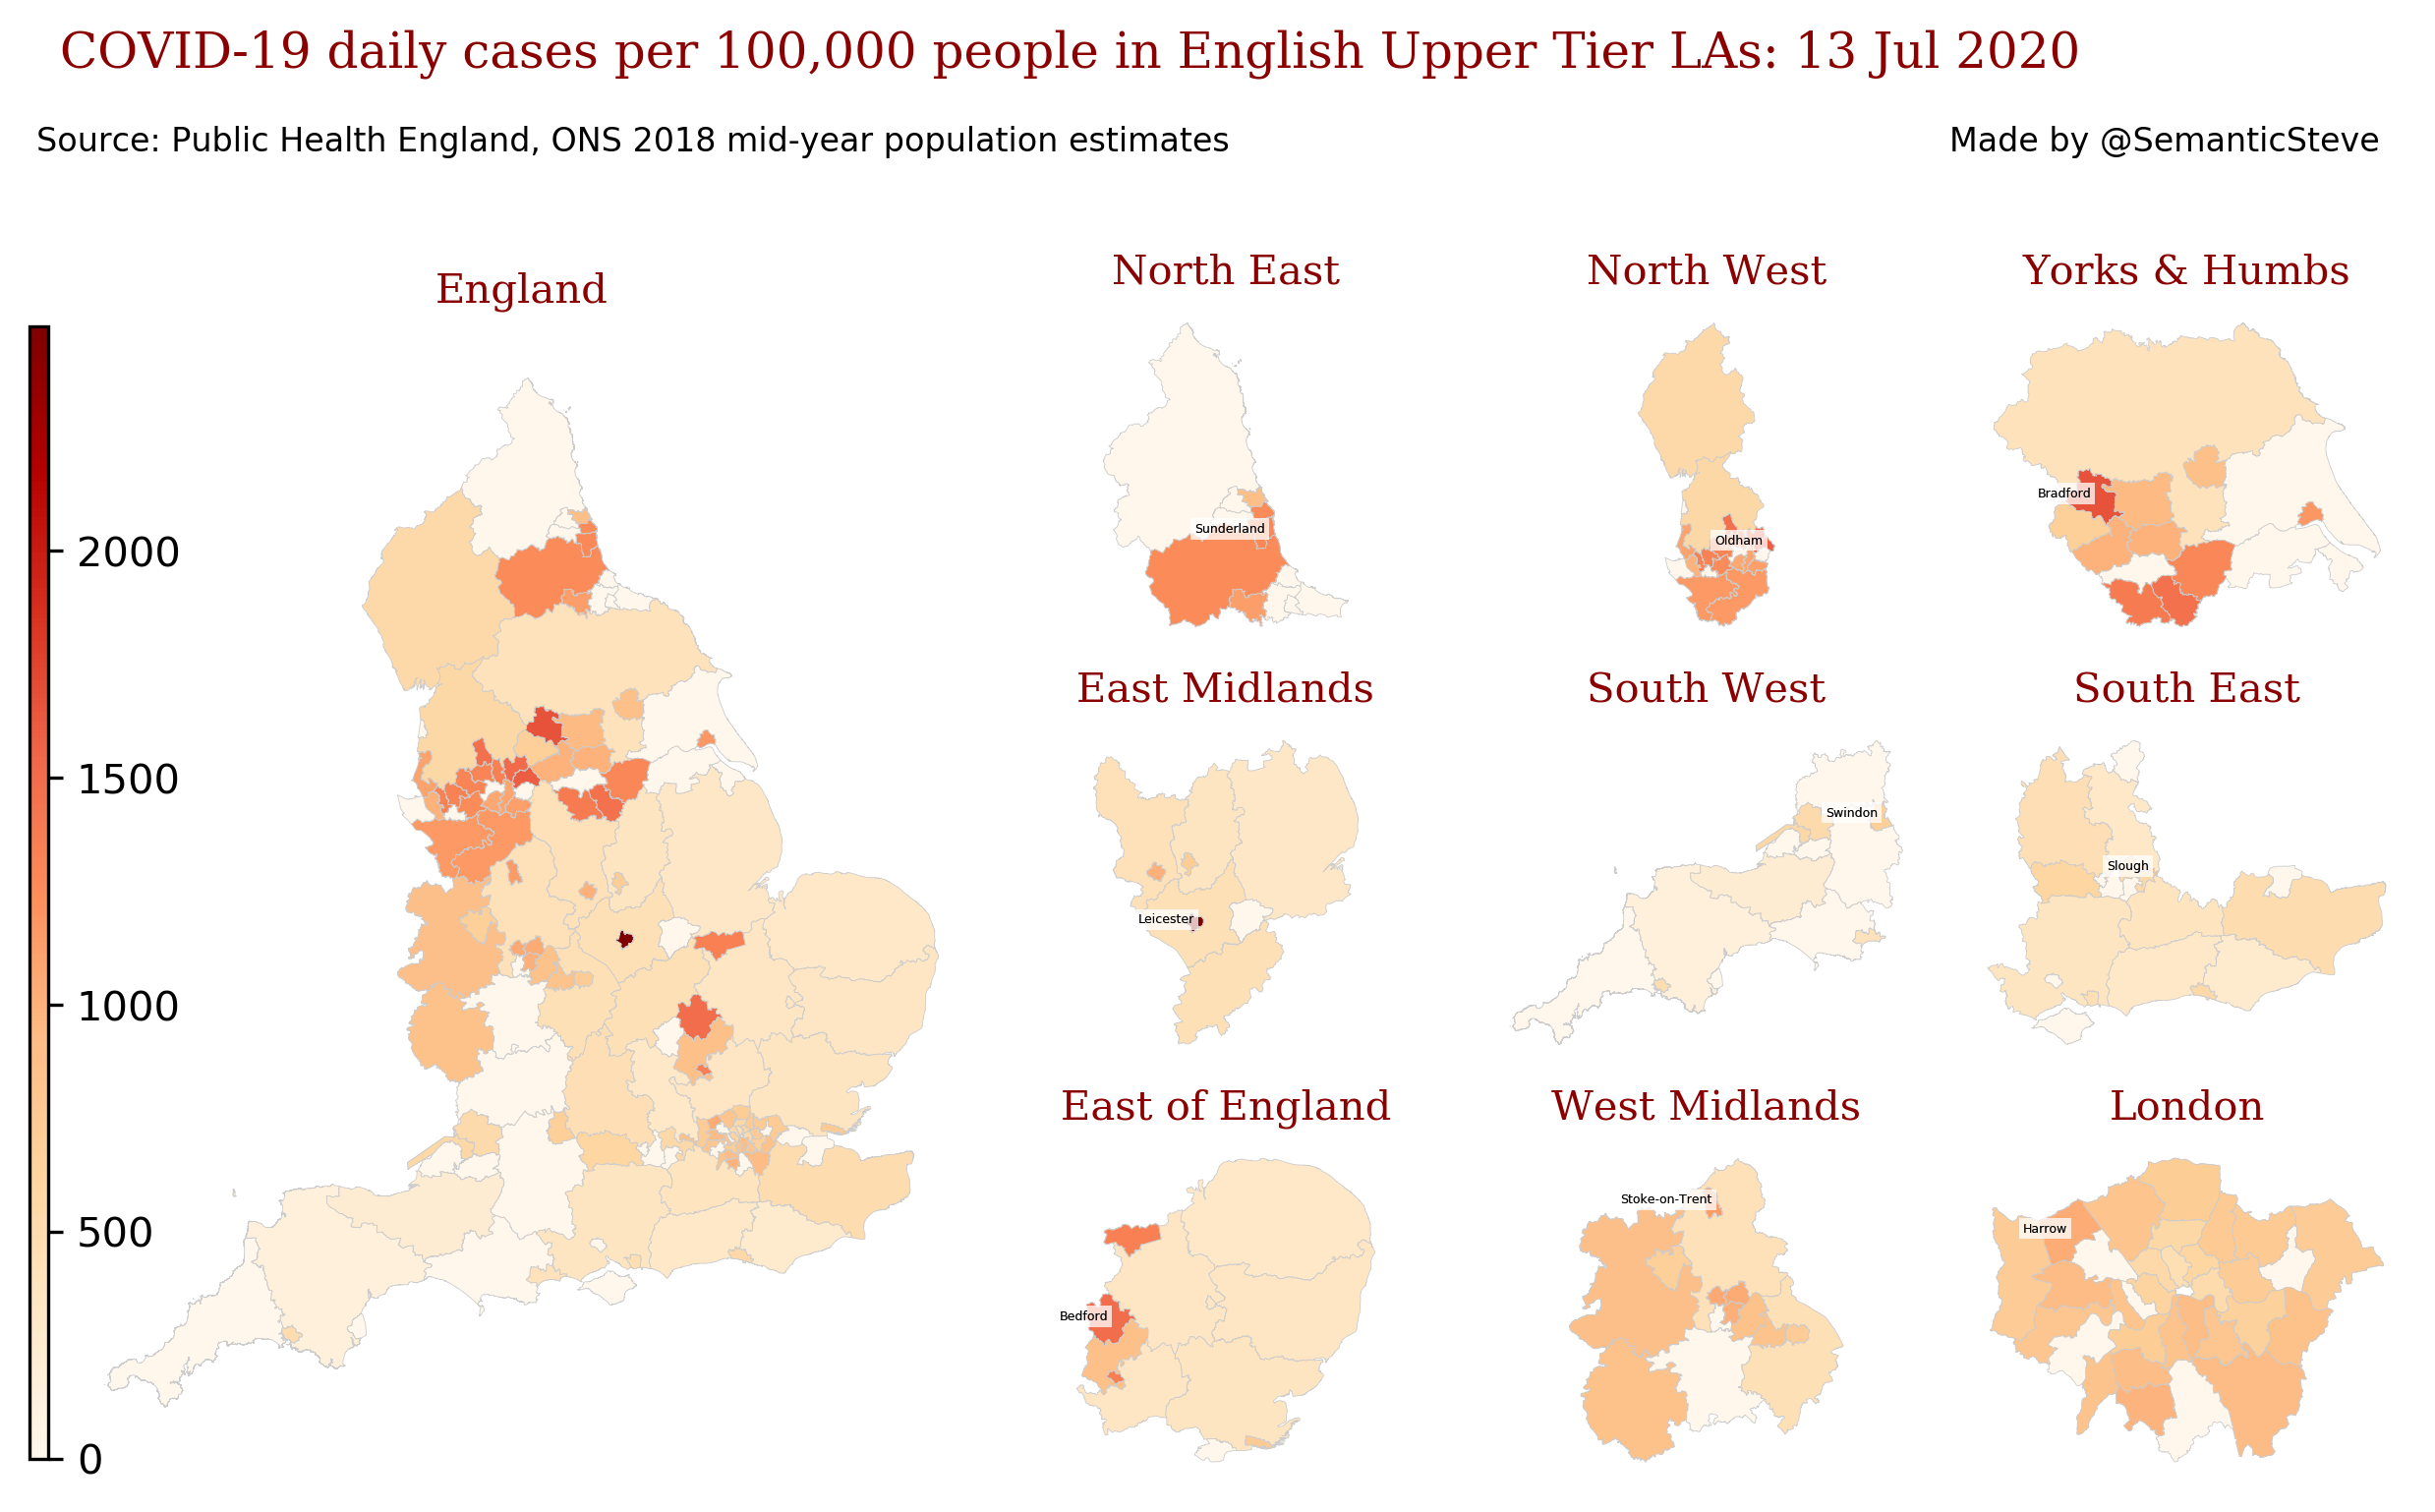 COVID-19 daily cases per 100,000 people in English Upper Tier LAs: 13 Jul 2020
Source: Public Health England, ONS 2018 mid-year population estimates
Made by @SemanticSteve
England
2000
1500
1000
500
0
North East
Sunderland
North West
Oldham
Yorks & Humbs
Bradford
East Midlands
Leicester
South West
Swindon
South East
Slough
East of England
Bedford
West Midlands
Stoke-on-Trent
London
Harrow